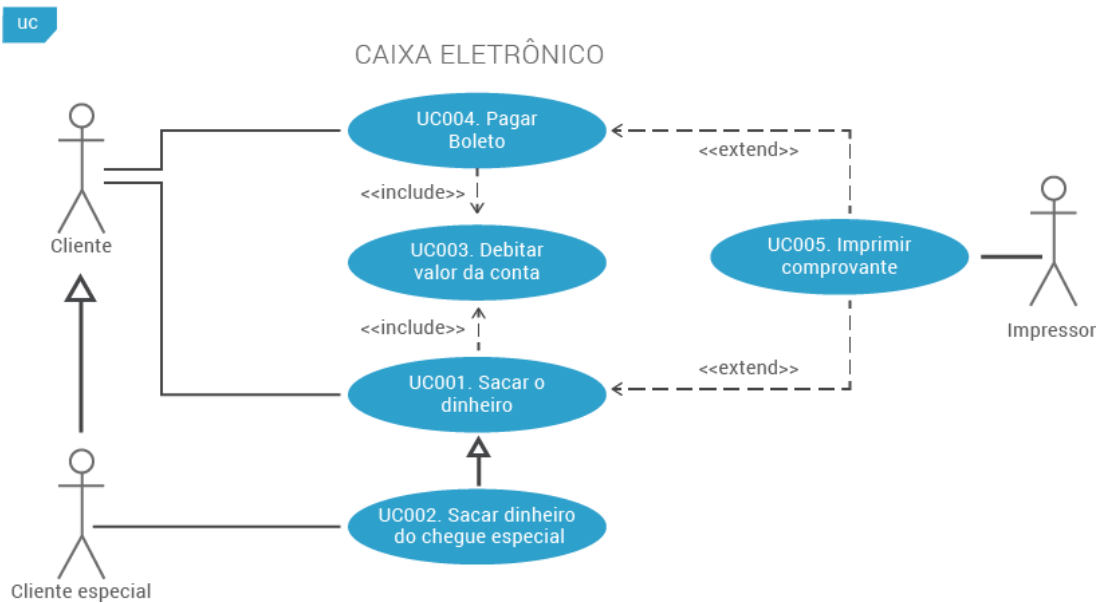 uc
CAIXA ELETRÔNICO
UC004. Pagar
Boleto
<<extend>>
<<include>>
Cliente
UC003. Debitar
valor da conta
UC005. Imprimir
comprovante
Impressor
<<include>>
<<extend>>
UC001. Sacar o
dinheiro
UC002. Sacar dinheiro
do chegue especial
Cliente especial